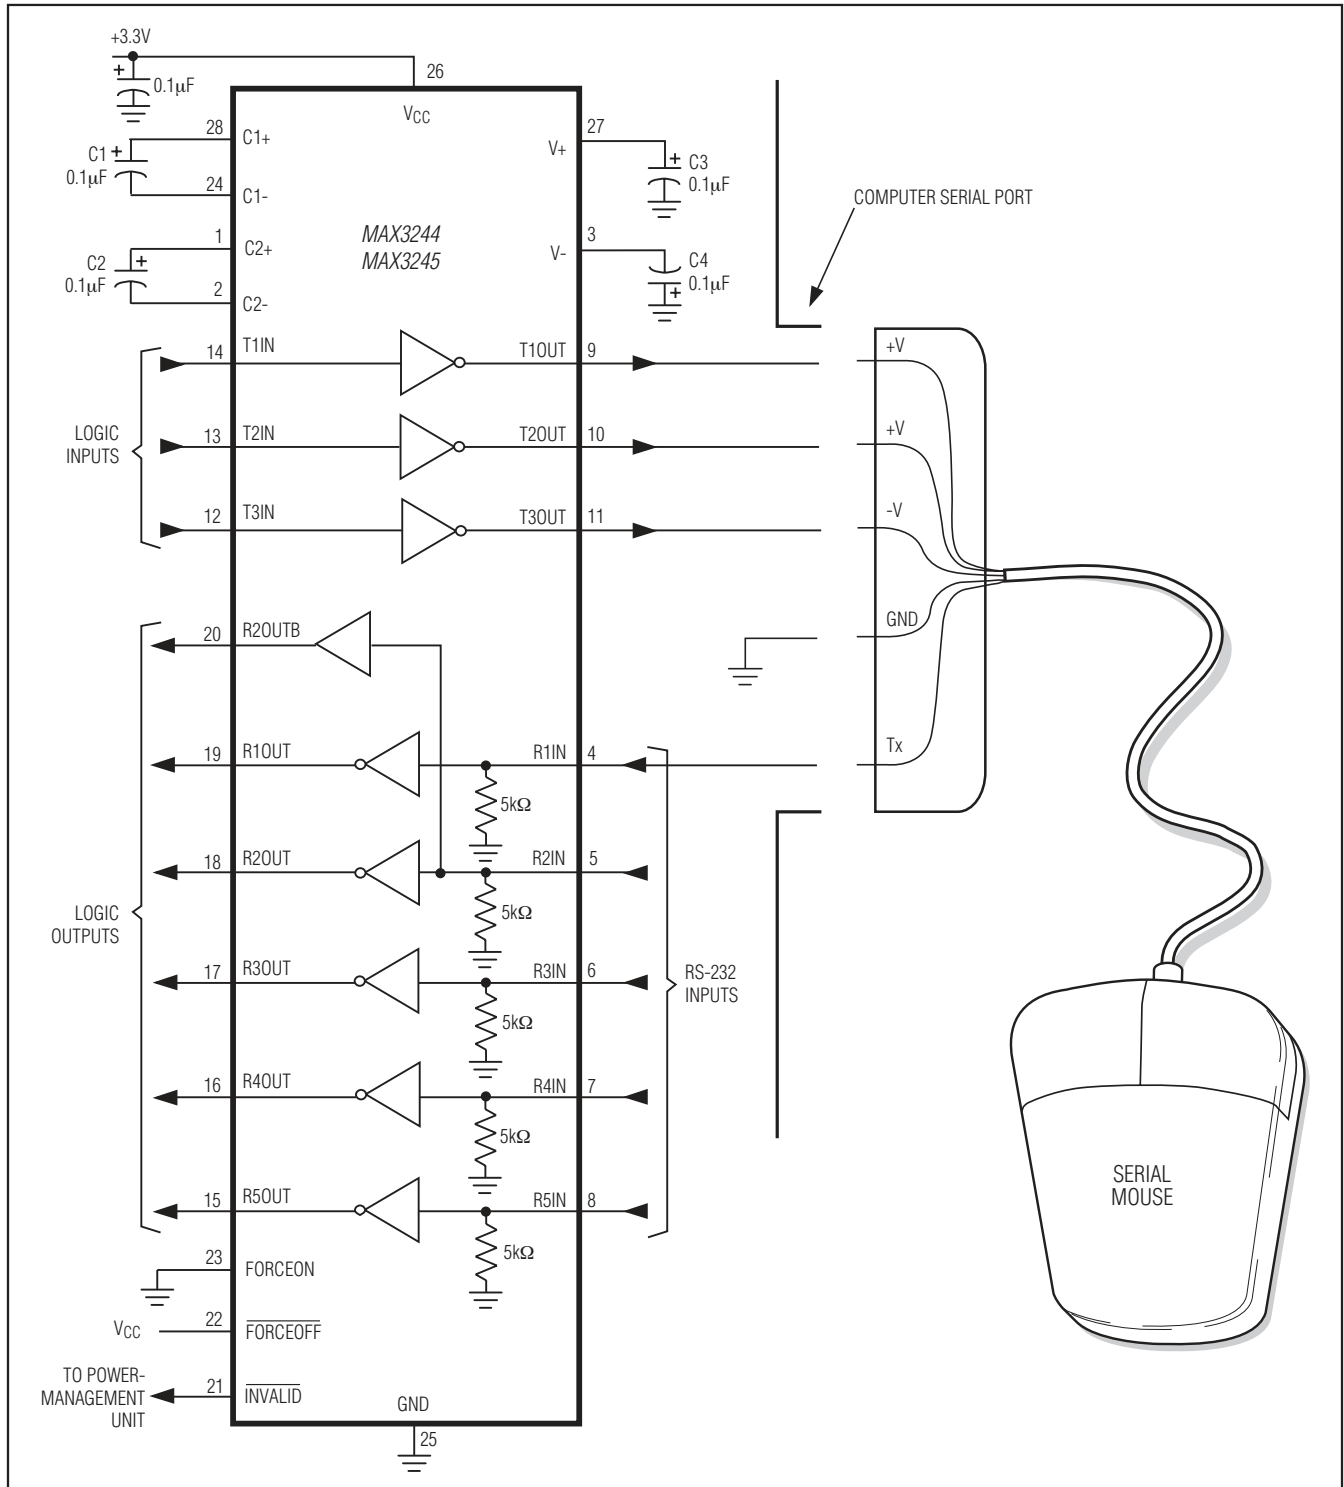 +3.3V
0.1μF
26
VCC
28
C1+
C1
0.1μF
24
C1-
27
V+
C3
0.1μF
COMPUTER SERIAL PORT
1
C2+
C2
0.1μF
2
C2-
MAX3244
MAX3245
3
V-
C4
0.1μF
LOGIC
INPUTS
14
T1IN
T1OUT
9
+V
13
T2IN
T2OUT
10
+V
12
T3IN
T3OUT
11
-V
GND
Tx
LOGIC
OUTPUTS
20
R2OUTB
19
R1OUT
R1IN
4
5kΩ
18
R2OUT
R2IN
5
5kΩ
17
R3OUT
R3IN
6
5kΩ
RS-232
INPUTS
16
R4OUT
R4IN
7
5kΩ
15
R5OUT
R5IN
8
5kΩ
SERIAL
MOUSE
23
FORCEON
VCC
22
FORCEOFF
TO POWER-
MANAGEMENT
UNIT
21
INVALID
GND
25